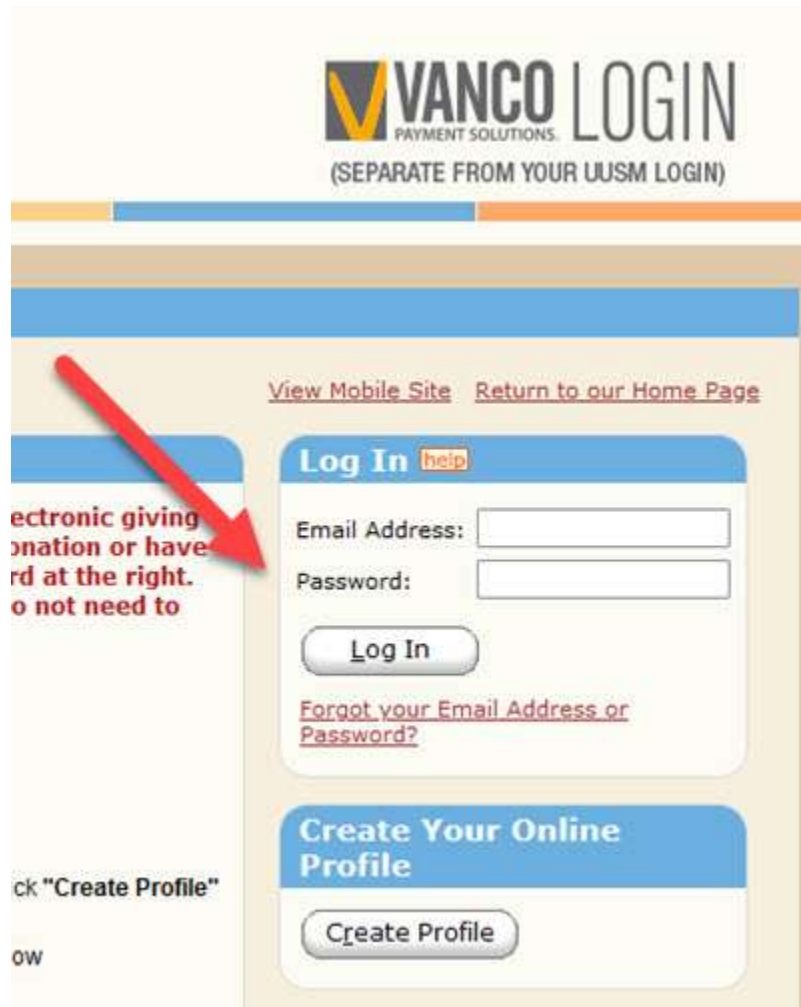 VANCO LOGIN
PAYMENT SOLUTIONS.
(SEPARATE FROM YOUR UUSM LOGIN)
View Mobile Site Return to our Home Page
Log In help
ectronic giving
onation or have
rd at the right.
o not need to
Email Address:
Password:
Log In
Forgot your Email Address or
Password?
Create Your Online
Profile
ck "Create Profile"
Create Profile
ow